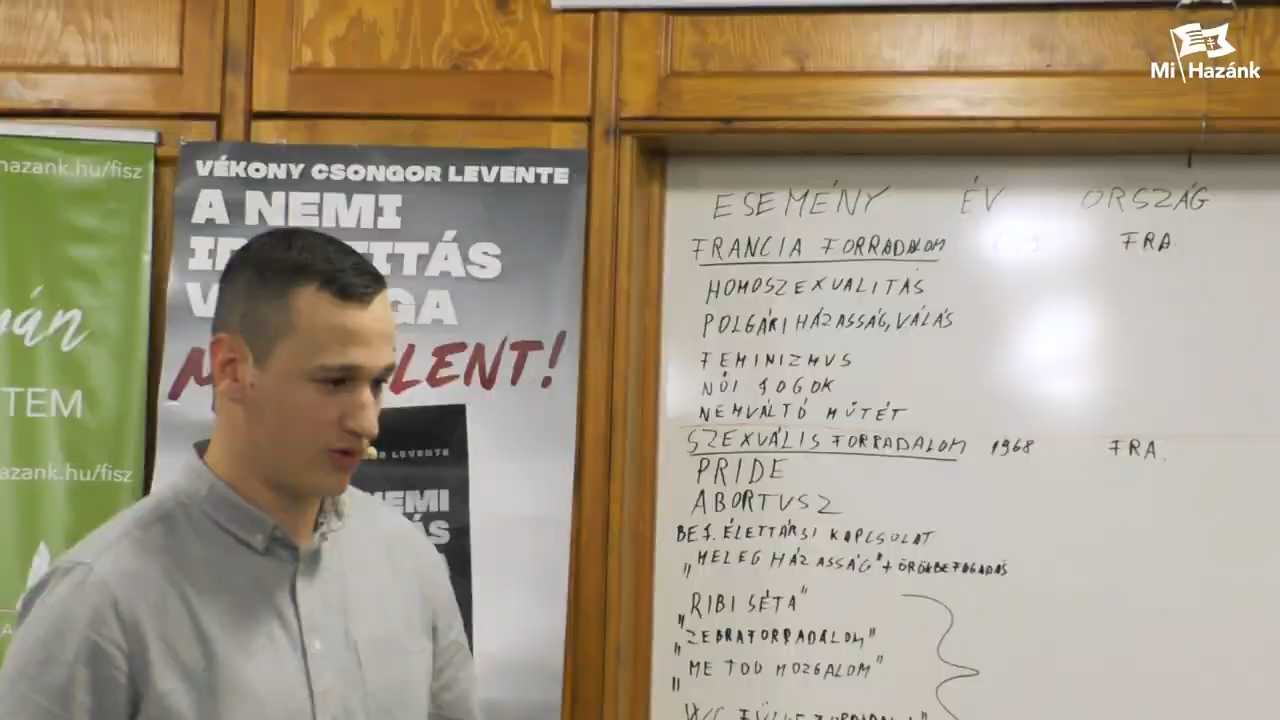 Mi Hazánk
hazank.hu/fisz
TEM
hazank.hu/fisz
VÉKONY CSONGOR LEVENTE
A NEMI
LENT!
LEVENTE
ESEMÉNY ÉV ORSZÁG
FRANCIA FORRADALOM FRA.
HOMOSZEXUALITÁS
POLGÁRI HÁZASSÁG, VÁLÁS
FEMINIZMUS
NŐI JOGOK
NEMVÁLTÓ MŰTÉT
SZEXUÁLIS FORRADALOM 1968 FRA.
PRIDE
ABORTUSZ
BEJ. ÉLETTÁRSI KAPCSOLAT
„MELEG HÁZASSÁG" + ÖRÖKBEFOGADÁS
„RIBI SÉTA"
„ZEBRAFORRADALOM"
„ME TOO MOZGALOM"